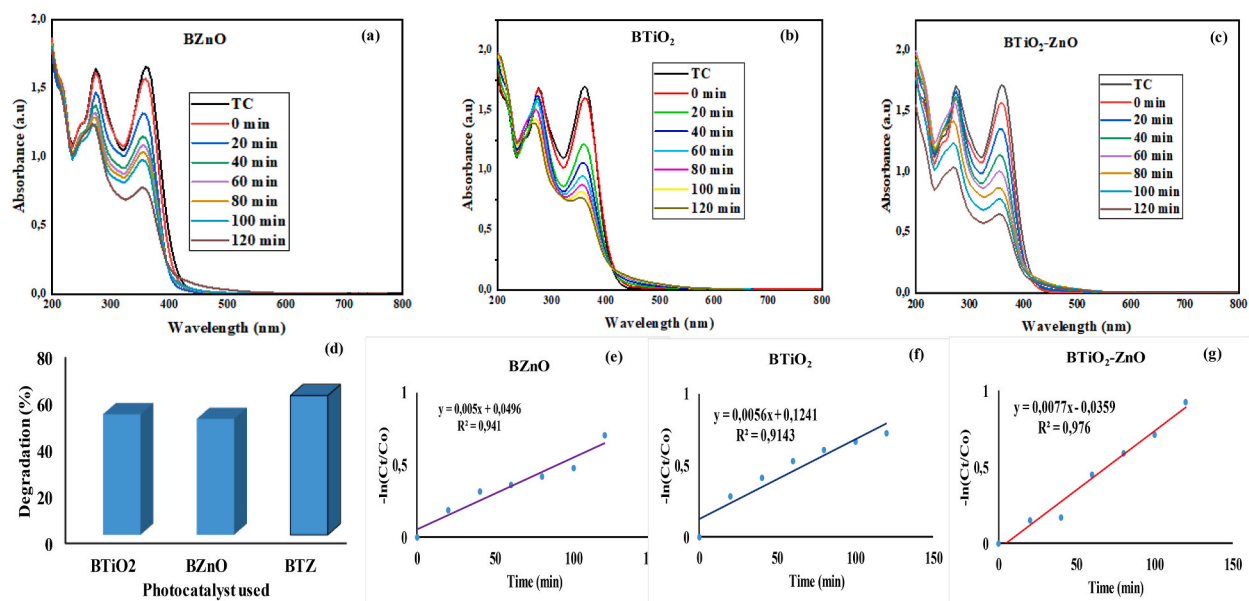 BZnO
(a)
2,0
1,5
1,0
0,5
0,0
Absorbance (a.u)
TC
0 min
20 min
40 min
60 min
80 min
100 min
120 min
200 300 400 500 600 700 800
Wavelength (nm)
BTiO2
(b)
2,0
1,5
1,0
0,5
0,0
Absorbance (a.u)
TC
0 min
20 min
40 min
60 min
80 min
100 min
120 min
200 300 400 500 600 700 800
Wavelength (nm)
BTiO2-ZnO
(c)
2,0
1,5
1,0
0,5
0,0
Absorbance (a.u)
TC
0 min
20 min
40 min
60 min
80 min
100 min
120 min
200 300 400 500 600 700 800
Wavelength (nm)
(d)
80
60
40
20
0
Degradation (%)
BTiO2 BZnO BTZ
Photocatalyst used
BZnO
(e)
1
0,5
0
-ln(Ct/Co)
y = 0,005x + 0,0496
R² = 0,941
0 50 100
Time (min)
BTiO2
(f)
1
0,5
0
-ln(Ct/Co)
y = 0,0056x + 0,1241
R² = 0,9143
0 50 100 150
Time (min)
BTiO2-ZnO
(g)
1
0,5
0
-ln(Ct/Co)
y = 0,0077x - 0,0359
R² = 0,976
0 50 100 150
Time (min)